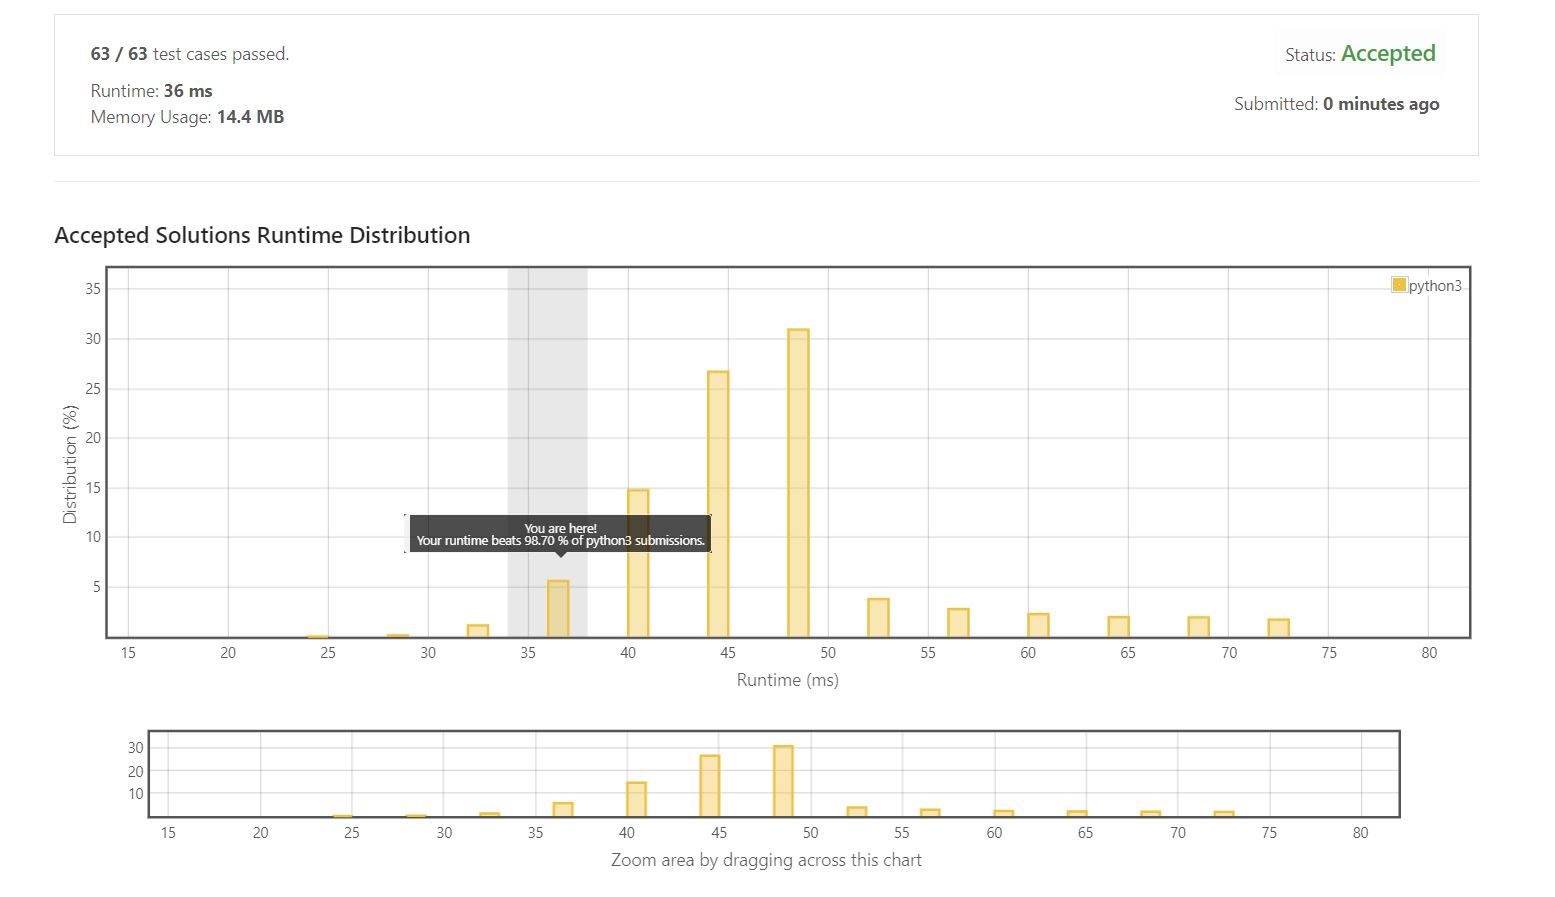 63 / 63 test cases passed.
Status: Accepted
Runtime: 36 ms
Memory Usage: 14.4 MB
Submitted: 0 minutes ago
Accepted Solutions Runtime Distribution
python3
Distribution (%)
35
30
25
20
15
10
5
You are here!
Your runtime beats 98.70 % of python3 submissions.
15 20 25 30 35 40 45 50 55 60 65 70 75 80
Runtime (ms)
30
20
10
15 20 25 30 35 40 45 50 55 60 65 70 75 80
Zoom area by dragging across this chart